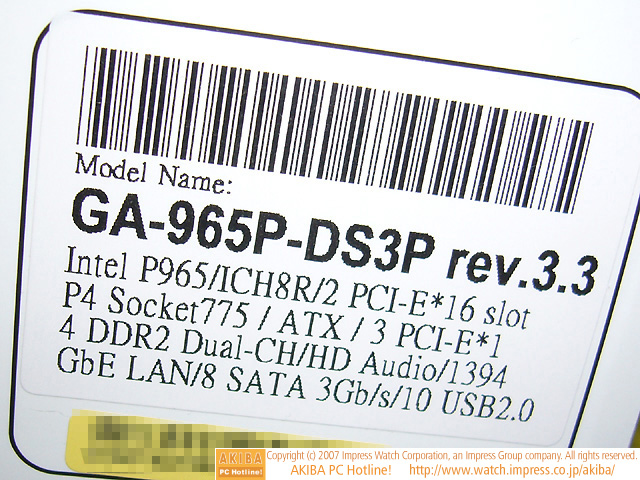 Model Name:
GA-965P-DS3P rev.3.3
Intel P965/ICH8R/2 PCI-E*16 slot
P4 Socket775 / ATX / 3 PCI-E*1
4 DDR2 Dual-CH/HD Audio/1394
GbE LAN/8 SATA 3Gb/s/10 USB2.0
AKIBA
PC Hotline!
Copyright (c) 2007 Impress Watch Corporation, an Impress Group company. All rights reserved.
AKIBA PC Hotline! http://www.watch.impress.co.jp/akiba/